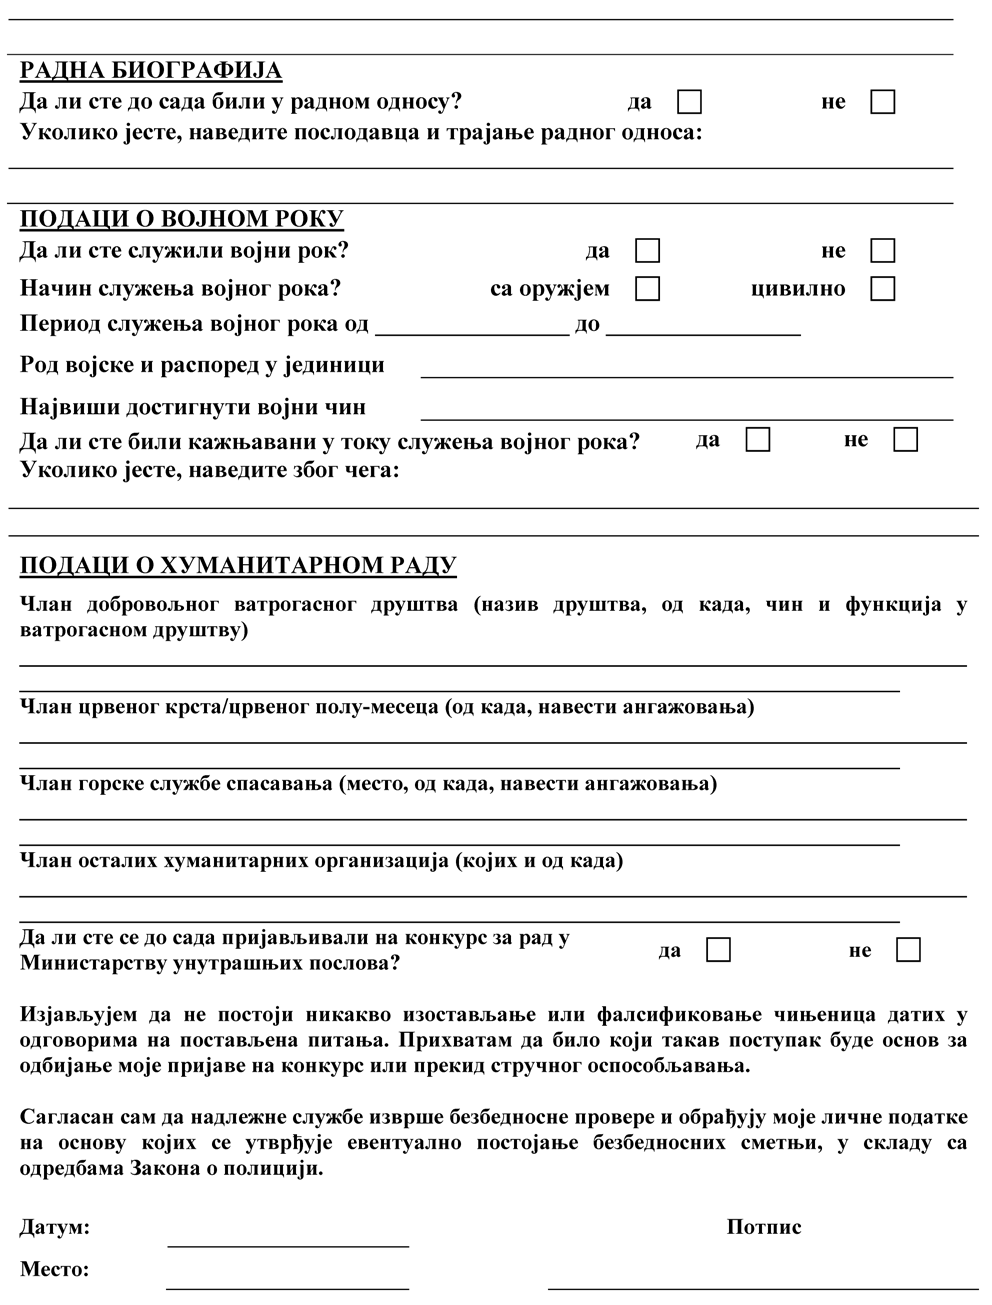 РАДНА БИОГРАФИЈА
Да ли сте до сада били у радном односу? да не
Уколико јесте, наведите послодавца и трајање радног односа:
ПОДАЦИ О ВОЈНОМ РОКУ
Да ли сте служили војни рок? да не
Начин служења војног рока? са оружјем цивилно
Период служења војног рока од ________________ до ________________
Род војске и распоред у јединици
Највиши достигнути војни чин
Да ли сте били кажњавани у току служења војног рока? да не
Уколико јесте, наведите због чега:
ПОДАЦИ О ХУМАНИТАРНОМ РАДУ
Члан добровољног ватрогасног друштва (назив друштва, од када, чин и функција у
ватрогасном друштву)
Члан црвеног крста/црвеног полу-месеца (од када, навести ангажовања)
Члан горске службе спасавања (место, од када, навести ангажовања)
Члан осталих хуманитарних организација (којих и од када)
Да ли сте се до сада пријављивали на конкурс за рад у
Министарству унутрашњих послова? да не
Изјављујем да не постоји никакво изостављање или фалсификовање чињеница датих у
одговорима на постављена питања. Прихватам да било који такав поступак буде основ за
одбијање моје пријаве на конкурс или прекид стручног оспособљавања.
Сагласан сам да надлежне службе изврше безбедносне провере и обрађују моје личне податке
на основу којих се утврђује евентуално постојање безбедносних сметњи, у складу са
одредбама Закона о полицији.
Датум: Потпис
Место: